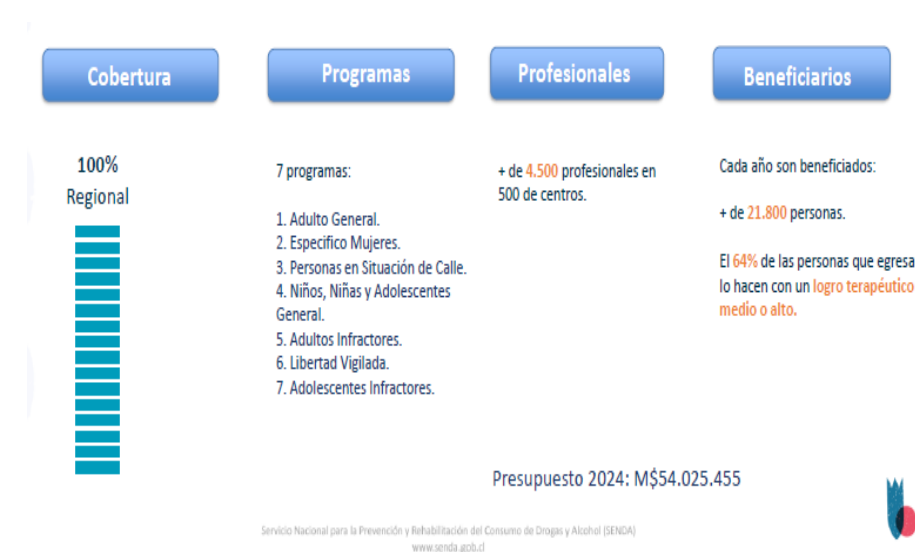 Cobertura
Programas
Profesionales
Beneficiarios
100%
Regional
7 programas:
1. Adulto General.
2. Especifico Mujeres.
3. Personas en Situación de Calle.
4. Niños, Niñas y Adolescentes
General.
5. Adultos Infractores.
6. Libertad Vigilada.
7. Adolescentes Infractores.
+ de 4.500 profesionales en
500 de centros.
Cada año son beneficiados:
+ de 21.800 personas.
El 64% de las personas que egresa
lo hacen con un logro terapéutico
medio o alto.
Presupuesto 2024: M$54.025.455
Servicio Nacional para la Prevención y Rehabilitación del Consumo de Drogas y Alcohol (SENDA)
www.senda.gob.cl